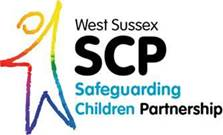 West Sussex
SCP
Safeguarding
Children Partnership